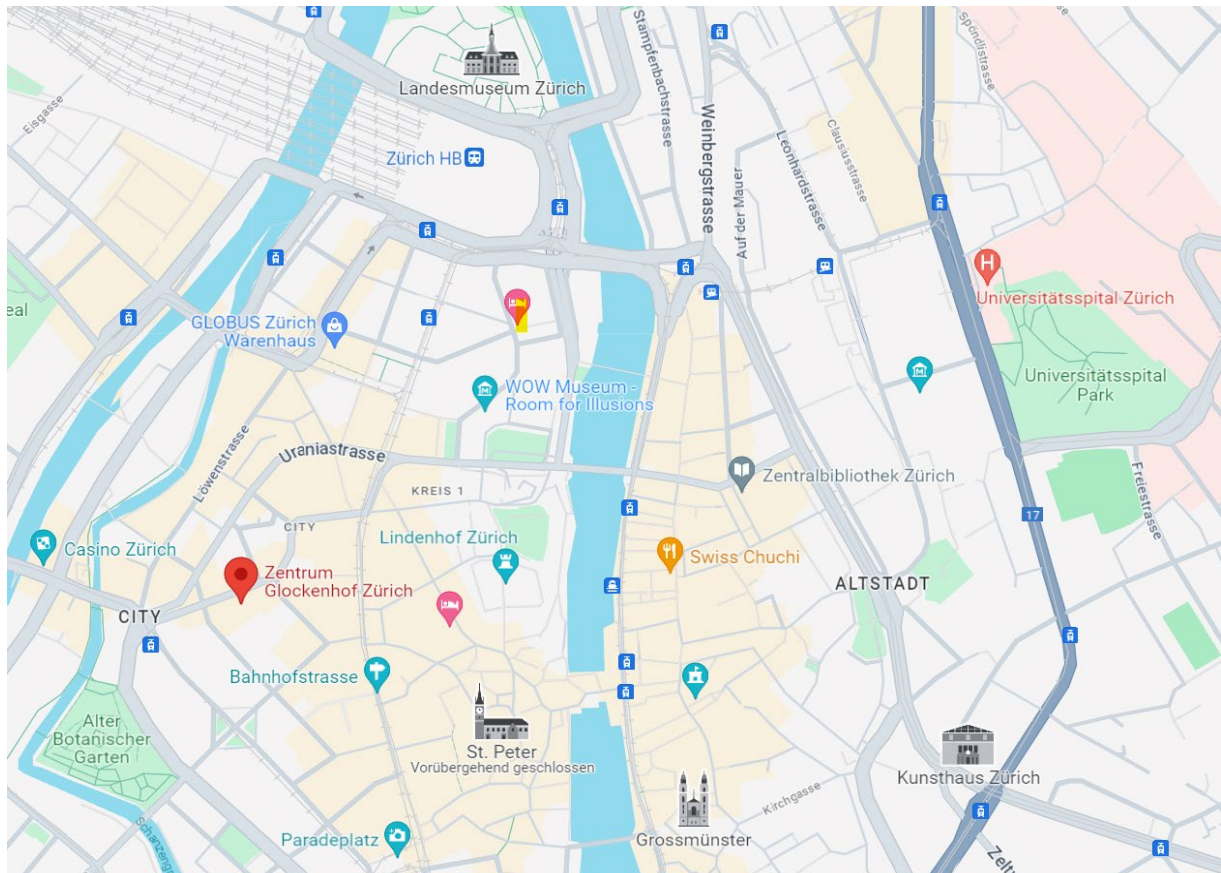 Spöndlistrasse
Stampfenbachstrasse
Landesmuseum Zürich
Eisgasse
Weinbergstrasse
Leonhardstrasse
Clausiusstrasse
Zürich HB
Auf der Mauer
H
Universitätsspital Zürich
eal
GLOBUS Zürich
Warenhaus
M
WOW Museum -
Room for Illusions
M
Universitätsspital
Park
Uraniastrasse
Löwenstrasse
Zentralbibliothek Zürich
Freiestrasse
KREIS 1
CITY
17
Lindenhof Zürich
Casino Zürich
Swiss Chuchi
Zentrum
Glockenhof Zürich
ALTSTADT
CITY
Bahnhofstrasse
Alter
Botanischer
Garten
St. Peter
Vorübergehend geschlossen
Kunsthaus Zürich
Kirchgasse
Schanzengr
Paradeplatz
Grossmünster
Zeltw